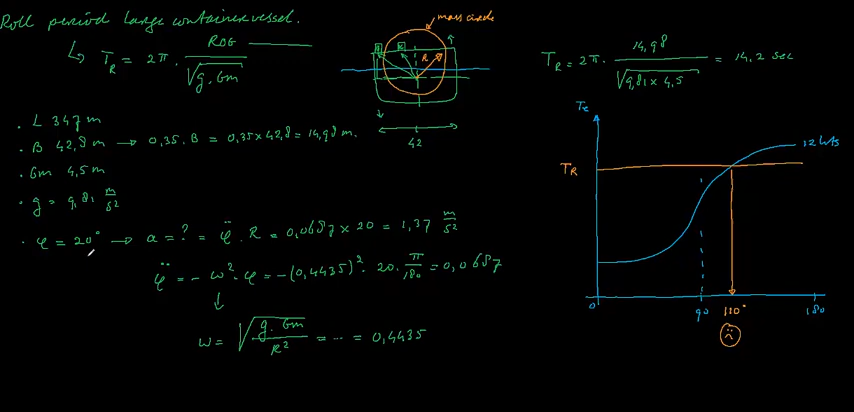 Roll period large container vessel.
T_R = 2π · ROG / √(g. Gm)
· L 347 m
· B 42,8 m → 0,35. B = 0,35 x 42,8 = 14,98 m.
· Gm 4,5 m
· g = 9,81 m/s²
· φ = 20° → a = ? = φ̈ . R = 0,0687 x 20 = 1,37 m/s²
φ̈ = - ω² · φ = -(0,4435)² · 20 · π/180 = 0,0687
ω = √(g. Gm / R²) = ... = 0,4435
mass circle
R
42
T_R = 2π · 14,98 / √(9,81 x 4,5) = 14,2 sec
T_e
12 kts
T_R
0
90
110°
180